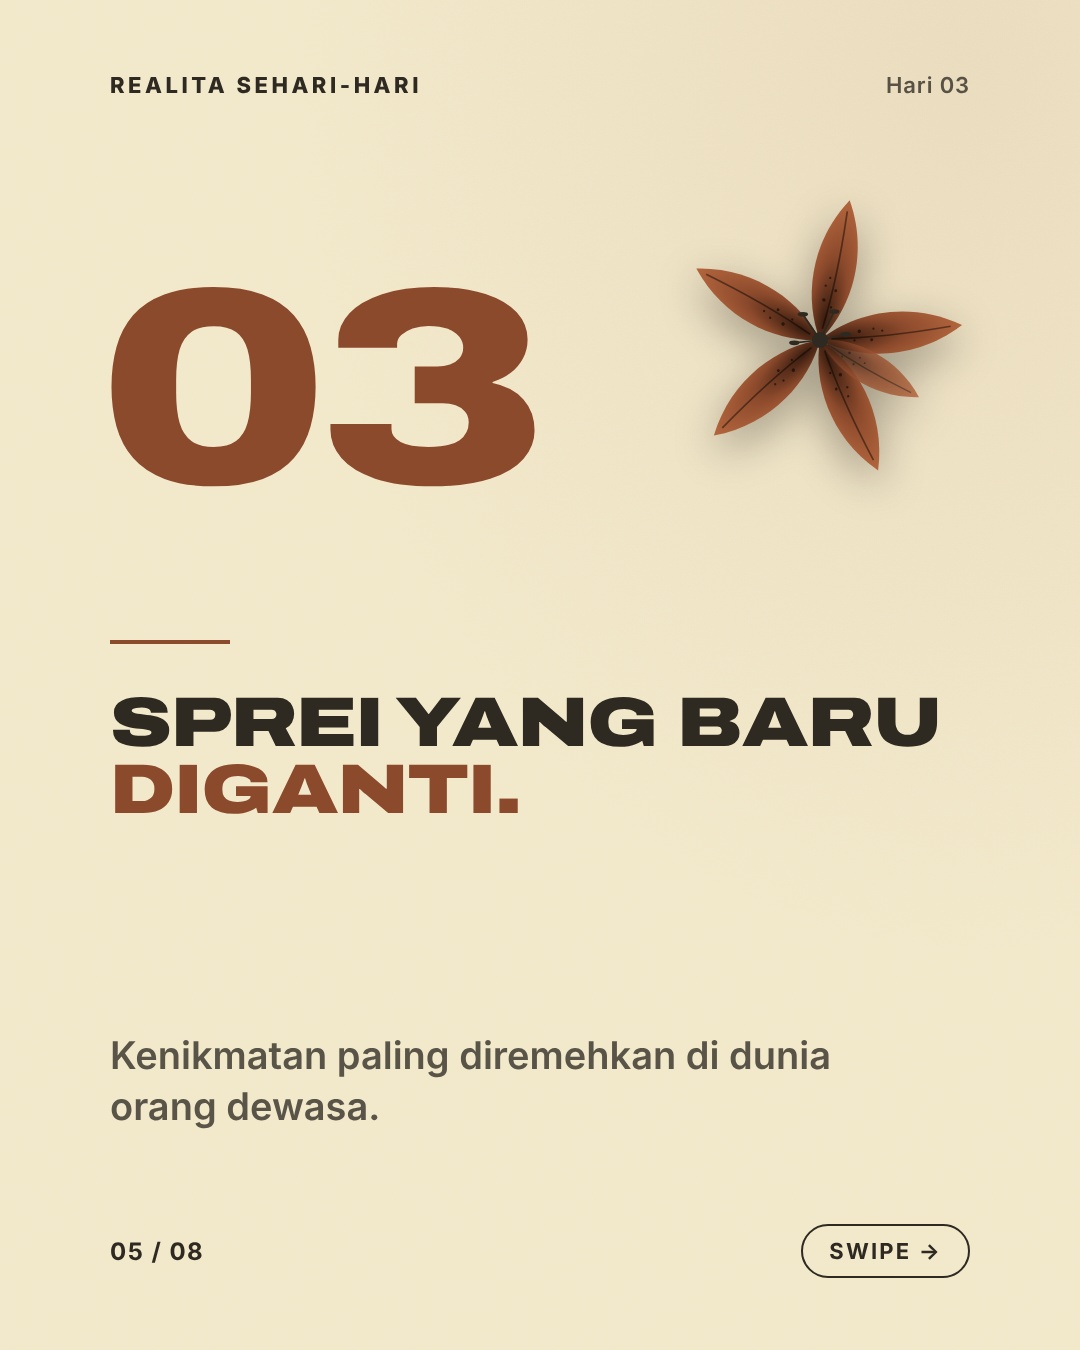 REALITA SEHARI-HARI
Hari 03
03
SPREI YANG BARU
DIGANTI.
Kenikmatan paling diremehkan di dunia
orang dewasa.
05 / 08
SWIPE →